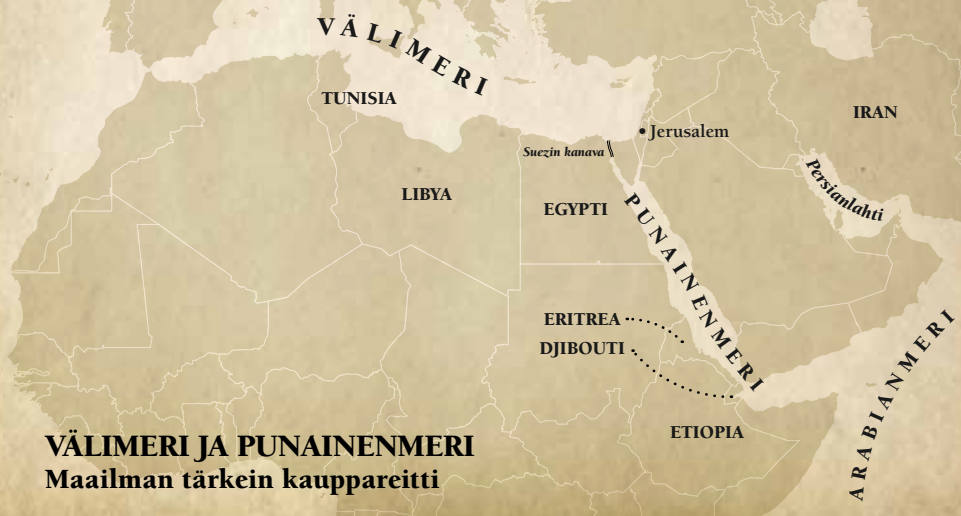 VÄLIMERI
TUNISIA
IRAN
Jerusalem
Suezin kanava
Persianlahti
LIBYA
EGYPTI
PUNAINENMERI
ERITREA
DJIBOUTI
ARABIANMERI
ETIOPIA
VÄLIMERI JA PUNAINENMERI
Maailman tärkein kauppareitti